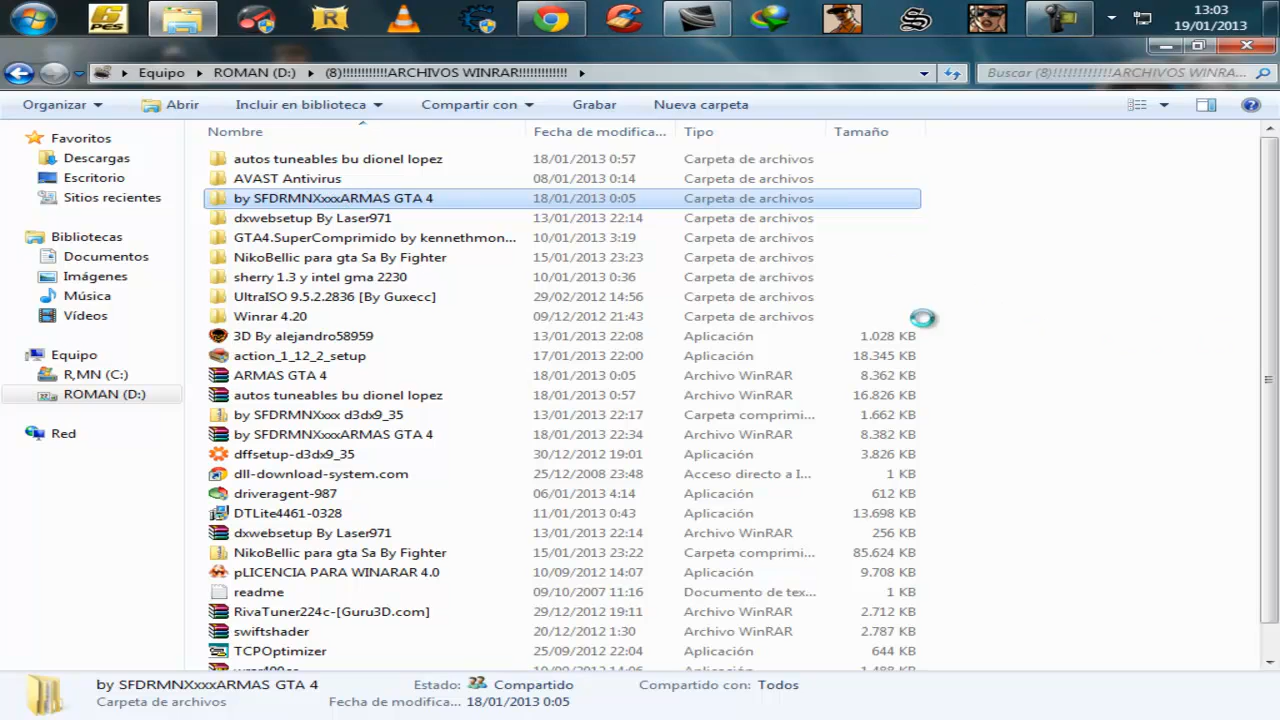 6
PES
R
13:03
19/01/2013
Equipo ▸ ROMAN (D:) ▸ (8)!!!!!!!!!!!!ARCHIVOS WINRAR!!!!!!!!!!!!! ▸
Buscar (8)!!!!!!!!!!!!ARCHIVOS WINRA...
Organizar Abrir Incluir en biblioteca Compartir con Grabar Nueva carpeta
Nombre Fecha de modifica... Tipo Tamaño
Favoritos
Descargas
Escritorio
Sitios recientes
Bibliotecas
Documentos
Imágenes
Música
Vídeos
Equipo
R,MN (C:)
ROMAN (D:)
Red
autos tuneables bu dionel lopez 18/01/2013 0:57 Carpeta de archivos
AVAST Antivirus 08/01/2013 0:14 Carpeta de archivos
by SFDRMNXxxxARMAS GTA 4 18/01/2013 0:05 Carpeta de archivos
dxwebsetup By Laser971 13/01/2013 22:14 Carpeta de archivos
GTA4.SuperComprimido by kennethmon... 10/01/2013 3:19 Carpeta de archivos
NikoBellic para gta Sa By Fighter 15/01/2013 23:23 Carpeta de archivos
sherry 1.3 y intel gma 2230 10/01/2013 0:36 Carpeta de archivos
UltraISO 9.5.2.2836 [By Guxecc] 29/02/2012 14:56 Carpeta de archivos
Winrar 4.20 09/12/2012 21:43 Carpeta de archivos
3D By alejandro58959 13/01/2013 22:08 Aplicación 1.028 KB
action_1_12_2_setup 17/01/2013 22:00 Aplicación 18.345 KB
ARMAS GTA 4 18/01/2013 0:05 Archivo WinRAR 8.362 KB
autos tuneables bu dionel lopez 18/01/2013 0:57 Archivo WinRAR 16.826 KB
by SFDRMNXxxx d3dx9_35 13/01/2013 22:17 Carpeta comprimi... 1.662 KB
by SFDRMNXxxxARMAS GTA 4 18/01/2013 22:34 Archivo WinRAR 8.382 KB
dffsetup-d3dx9_35 30/12/2012 19:01 Aplicación 3.826 KB
dll-download-system.com 25/12/2008 23:48 Acceso directo a I... 1 KB
driveragent-987 06/01/2013 4:14 Aplicación 612 KB
DTLite4461-0328 11/01/2013 0:43 Aplicación 13.698 KB
dxwebsetup By Laser971 13/01/2013 22:14 Archivo WinRAR 256 KB
NikoBellic para gta Sa By Fighter 15/01/2013 23:22 Carpeta comprimi... 85.624 KB
pLICENCIA PARA WINARAR 4.0 10/09/2012 14:07 Aplicación 9.708 KB
readme 09/10/2007 11:16 Documento de tex... 1 KB
RivaTuner224c-[Guru3D.com] 29/12/2012 19:11 Archivo WinRAR 2.712 KB
swiftshader 20/12/2012 1:30 Archivo WinRAR 2.787 KB
TCPOptimizer 25/09/2012 22:04 Aplicación 644 KB
by SFDRMNXxxxARMAS GTA 4 Estado: Compartido Compartido con: Todos
Carpeta de archivos Fecha de modifica... 18/01/2013 0:05